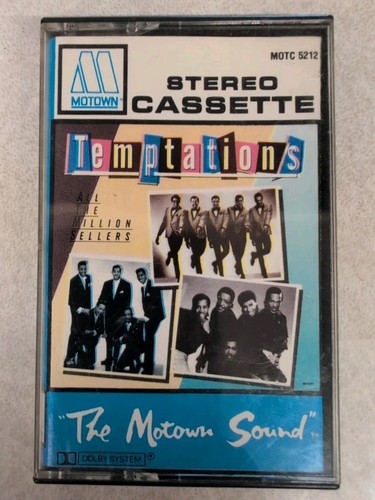 MOTC 5212
MOTOWN
STEREO
CASSETTE
Temptations
ALL
THE
MILLION
SELLERS
"The Motown Sound"
DOLBY SYSTEM ®